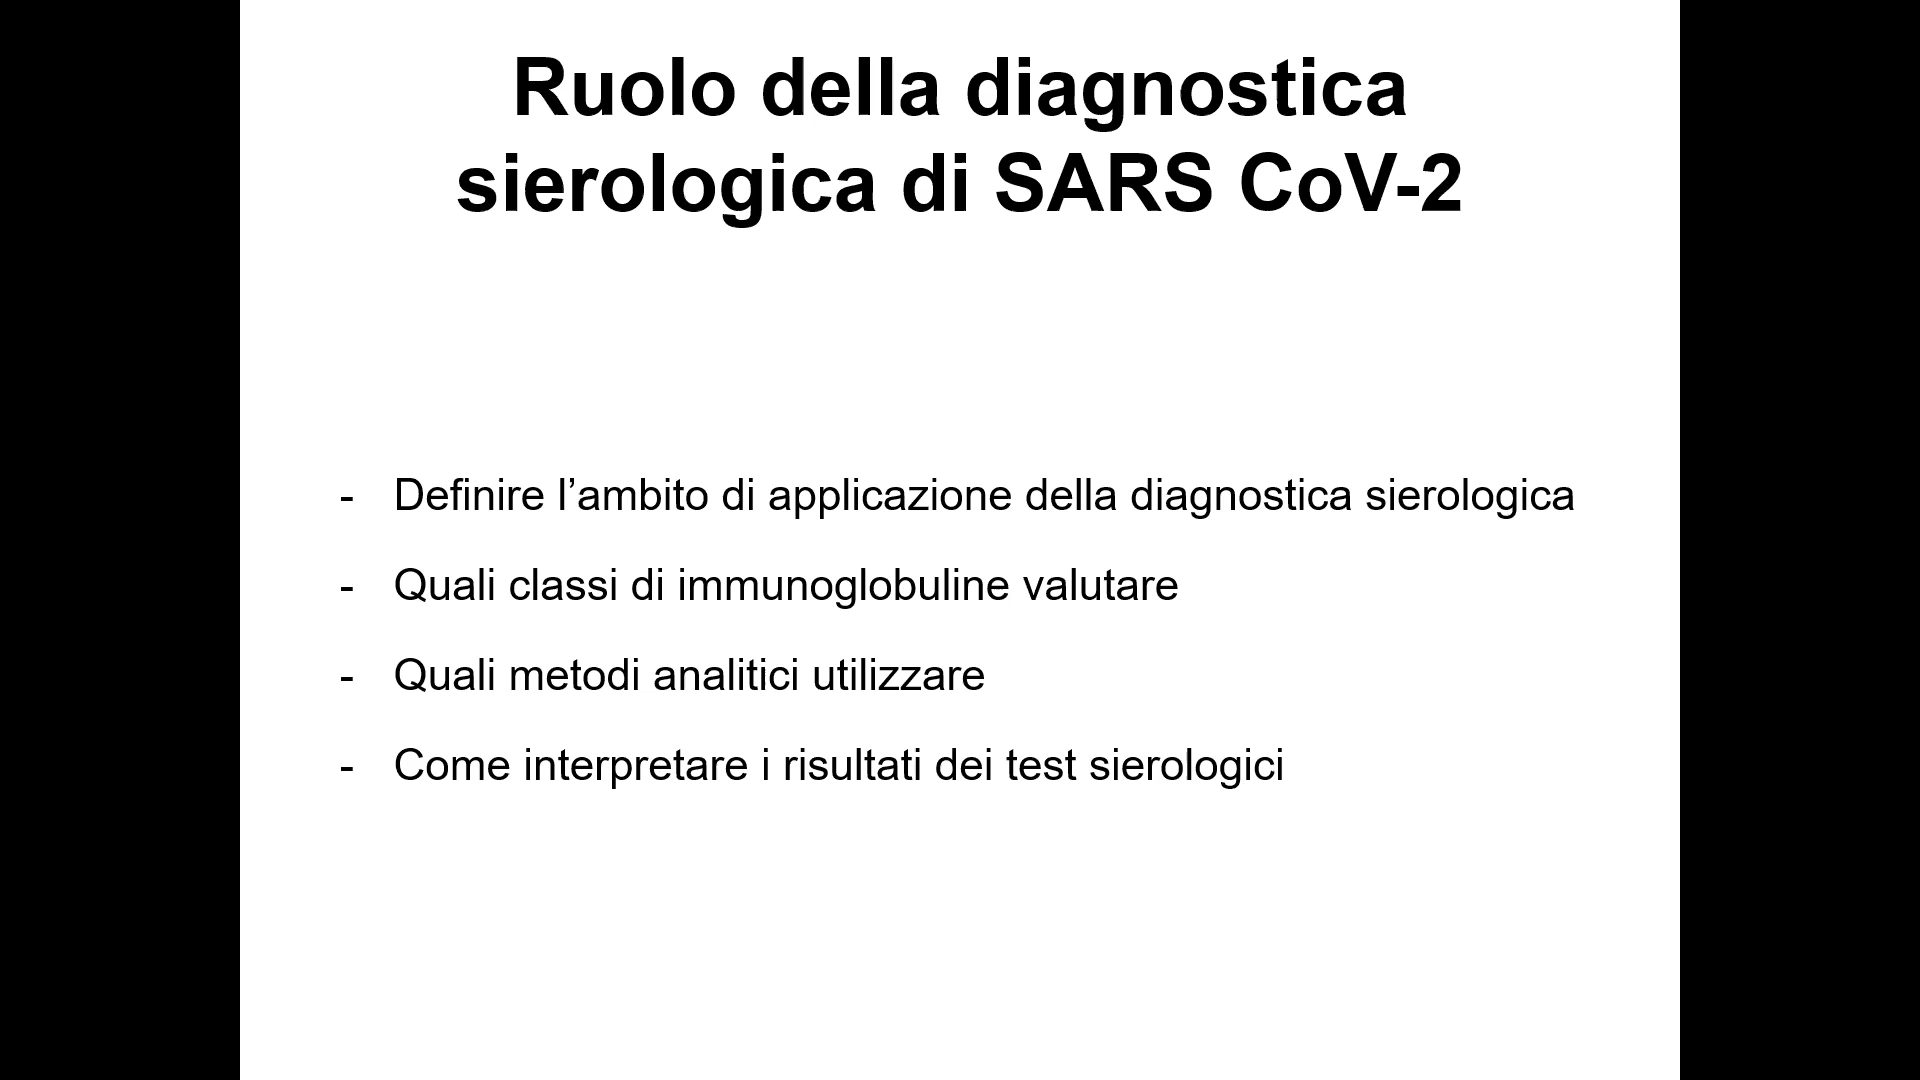 Ruolo della diagnostica
sierologica di SARS CoV-2
- Definire l’ambito di applicazione della diagnostica sierologica
- Quali classi di immunoglobuline valutare
- Quali metodi analitici utilizzare
- Come interpretare i risultati dei test sierologici